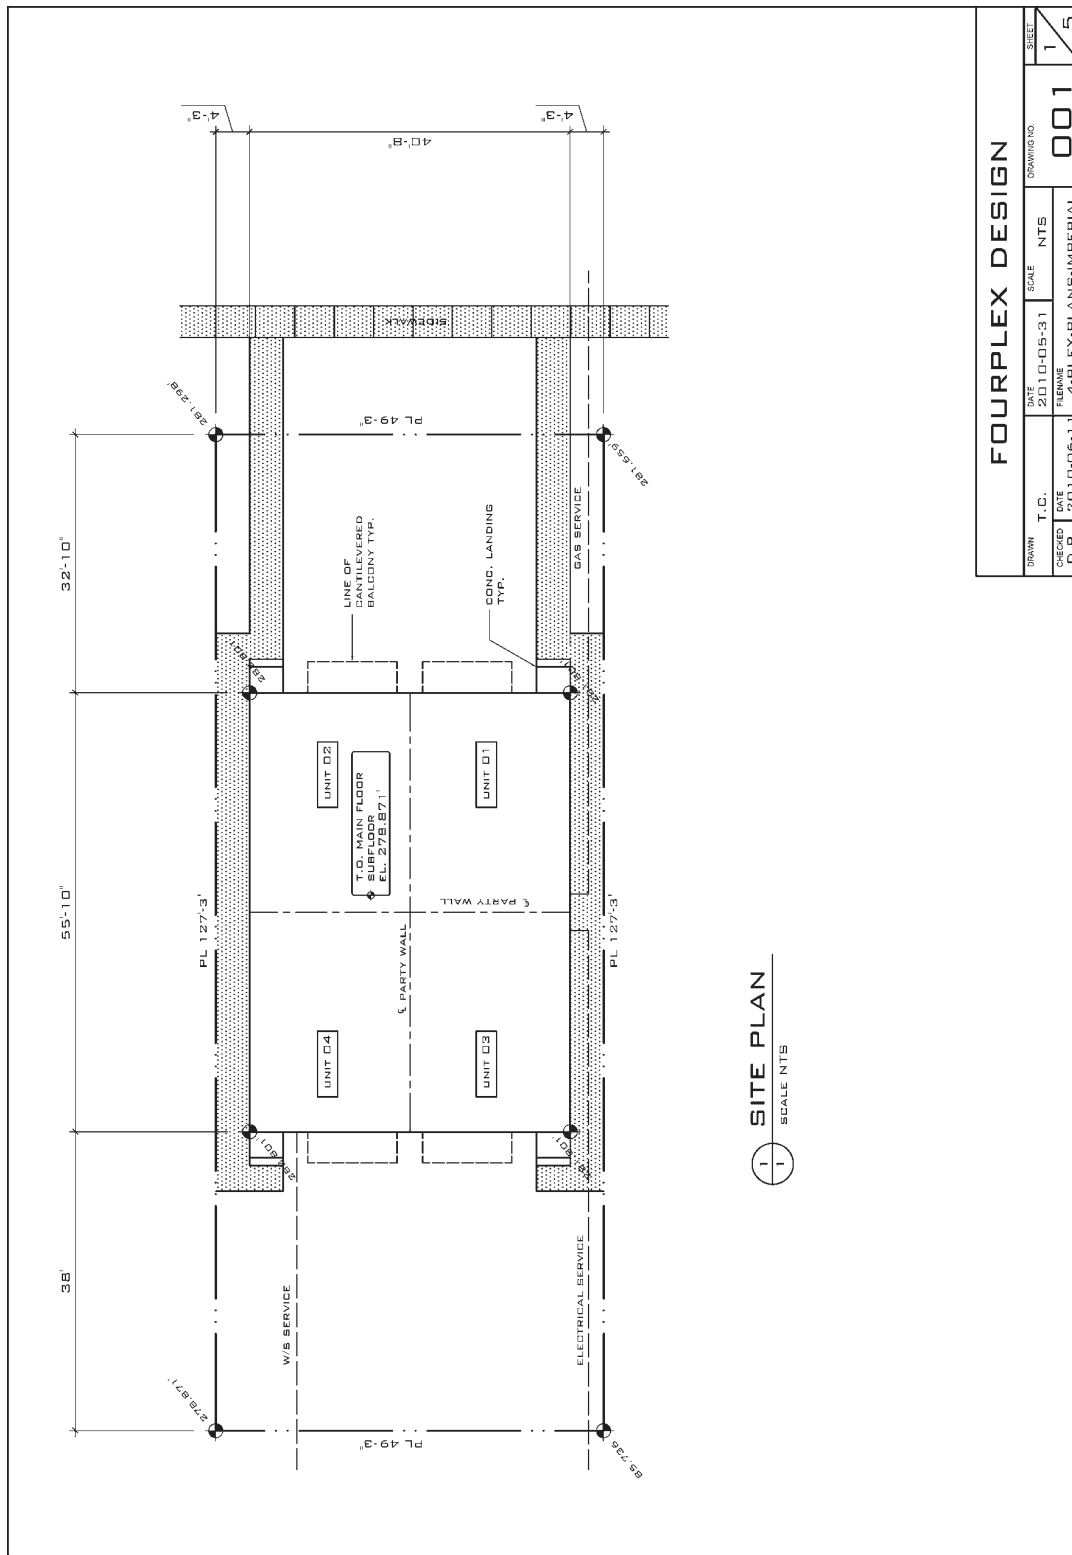 4'-3"
40'-8"
4'-3"
SIDEWALK
281.298'
PL 49'-3"
281.659'
32'-10"
55'-10"
38'
LINE OF
CANTILEVERED
BALCONY TYP.
CONC. LANDING
TYP.
GAS SERVICE
UNIT 02
UNIT 01
T.O. MAIN FLOOR
SUBFLOOR
EL. 278.871'
℄ PARTY WALL
℄ PARTY WALL
PL 127'-3'
PL 127'-3'
UNIT 04
UNIT 03
W/S SERVICE
ELECTRICAL SERVICE
278.871'
PL 49'-3"
85.736
1
1
SITE PLAN
SCALE NTS
FOURPLEX DESIGN
DRAWN
T.C.
DATE
2010-05-31
SCALE
NTS
DRAWING NO.
001
SHEET
1
5
CHECKED
DATE
FILENAME